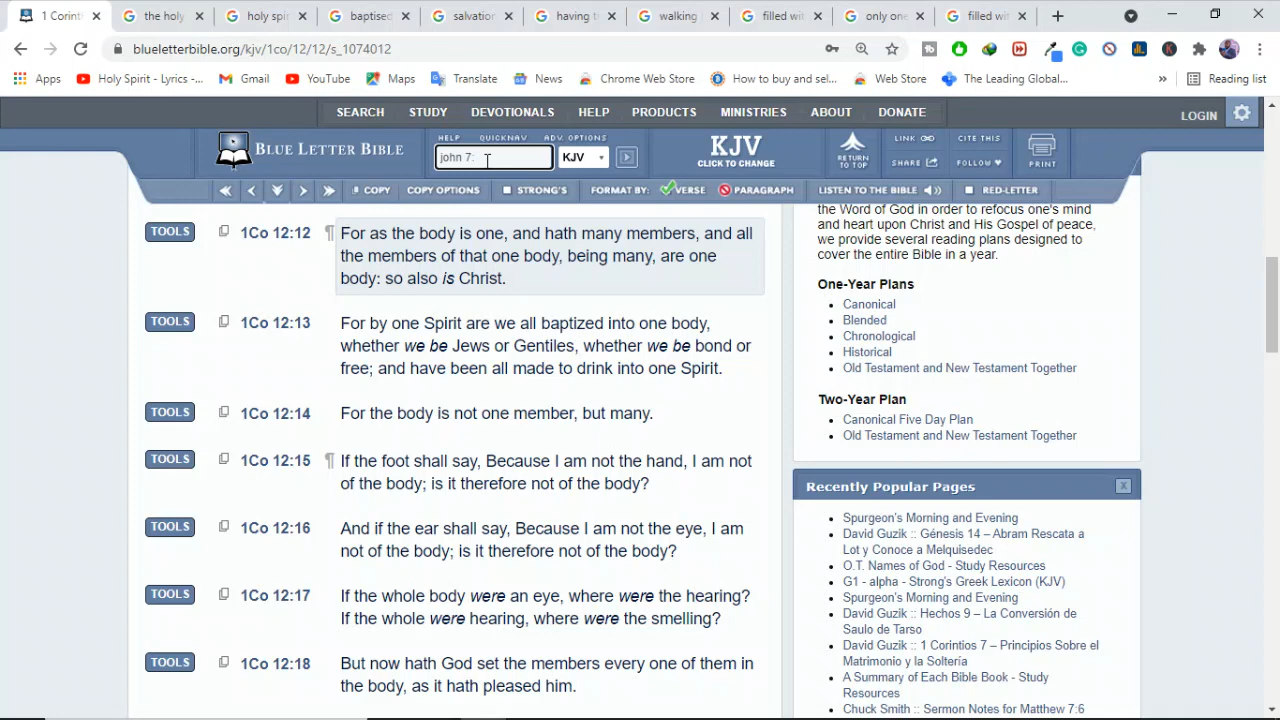 1 Corint
the holy
holy spir
baptised
salvation
having t
walking
filled wit
only one
filled wit
blueletterbible.org/kjv/1co/12/12/s_1074012
Apps
Holy Spirit - Lyrics -...
Gmail
YouTube
Maps
Translate
News
Chrome Web Store
How to buy and sel...
Web Store
The Leading Global...
»
Reading list
SEARCH
STUDY
DEVOTIONALS
HELP
PRODUCTS
MINISTRIES
ABOUT
DONATE
LOGIN
BLUE LETTER BIBLE
HELP
QUICKNAV
ADV. OPTIONS
john 7:
KJV
KJV
CLICK TO CHANGE
RETURN
TO TOP
LINK
SHARE
CITE THIS
FOLLOW
PRINT
COPY
COPY OPTIONS
STRONG'S
FORMAT BY:
VERSE
PARAGRAPH
LISTEN TO THE BIBLE
RED-LETTER
TOOLS
1Co 12:12
¶ For as the body is one, and hath many members, and all
the members of that one body, being many, are one
body: so also is Christ.
TOOLS
1Co 12:13
For by one Spirit are we all baptized into one body,
whether we be Jews or Gentiles, whether we be bond or
free; and have been all made to drink into one Spirit.
TOOLS
1Co 12:14
For the body is not one member, but many.
TOOLS
1Co 12:15
¶ If the foot shall say, Because I am not the hand, I am not
of the body; is it therefore not of the body?
TOOLS
1Co 12:16
And if the ear shall say, Because I am not the eye, I am
not of the body; is it therefore not of the body?
TOOLS
1Co 12:17
If the whole body were an eye, where were the hearing?
If the whole were hearing, where were the smelling?
TOOLS
1Co 12:18
But now hath God set the members every one of them in
the body, as it hath pleased him.
the Word of God in order to refocus one's mind
and heart upon Christ and His Gospel of peace,
we provide several reading plans designed to
cover the entire Bible in a year.
One-Year Plans
Canonical
Blended
Chronological
Historical
Old Testament and New Testament Together
Two-Year Plan
Canonical Five Day Plan
Old Testament and New Testament Together
Recently Popular Pages
X
Spurgeon's Morning and Evening
David Guzik :: Génesis 14 – Abram Rescata a
Lot y Conoce a Melquisedec
O.T. Names of God - Study Resources
G1 - alpha - Strong's Greek Lexicon (KJV)
Spurgeon's Morning and Evening
David Guzik :: Hechos 9 – La Conversión de
Saulo de Tarso
David Guzik :: 1 Corintios 7 – Principios Sobre el
Matrimonio y la Soltería
A Summary of Each Bible Book - Study
Resources
Chuck Smith :: Sermon Notes for Matthew 7:6